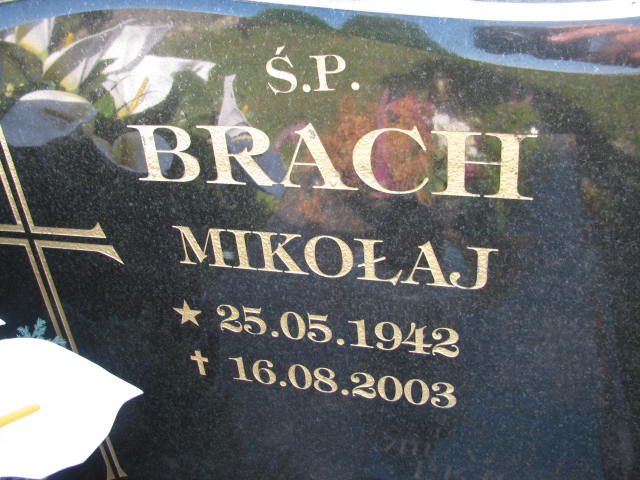 Ś.P.
BRACH
MIKOŁAJ
★ 25.05.1942
✝ 16.08.2003